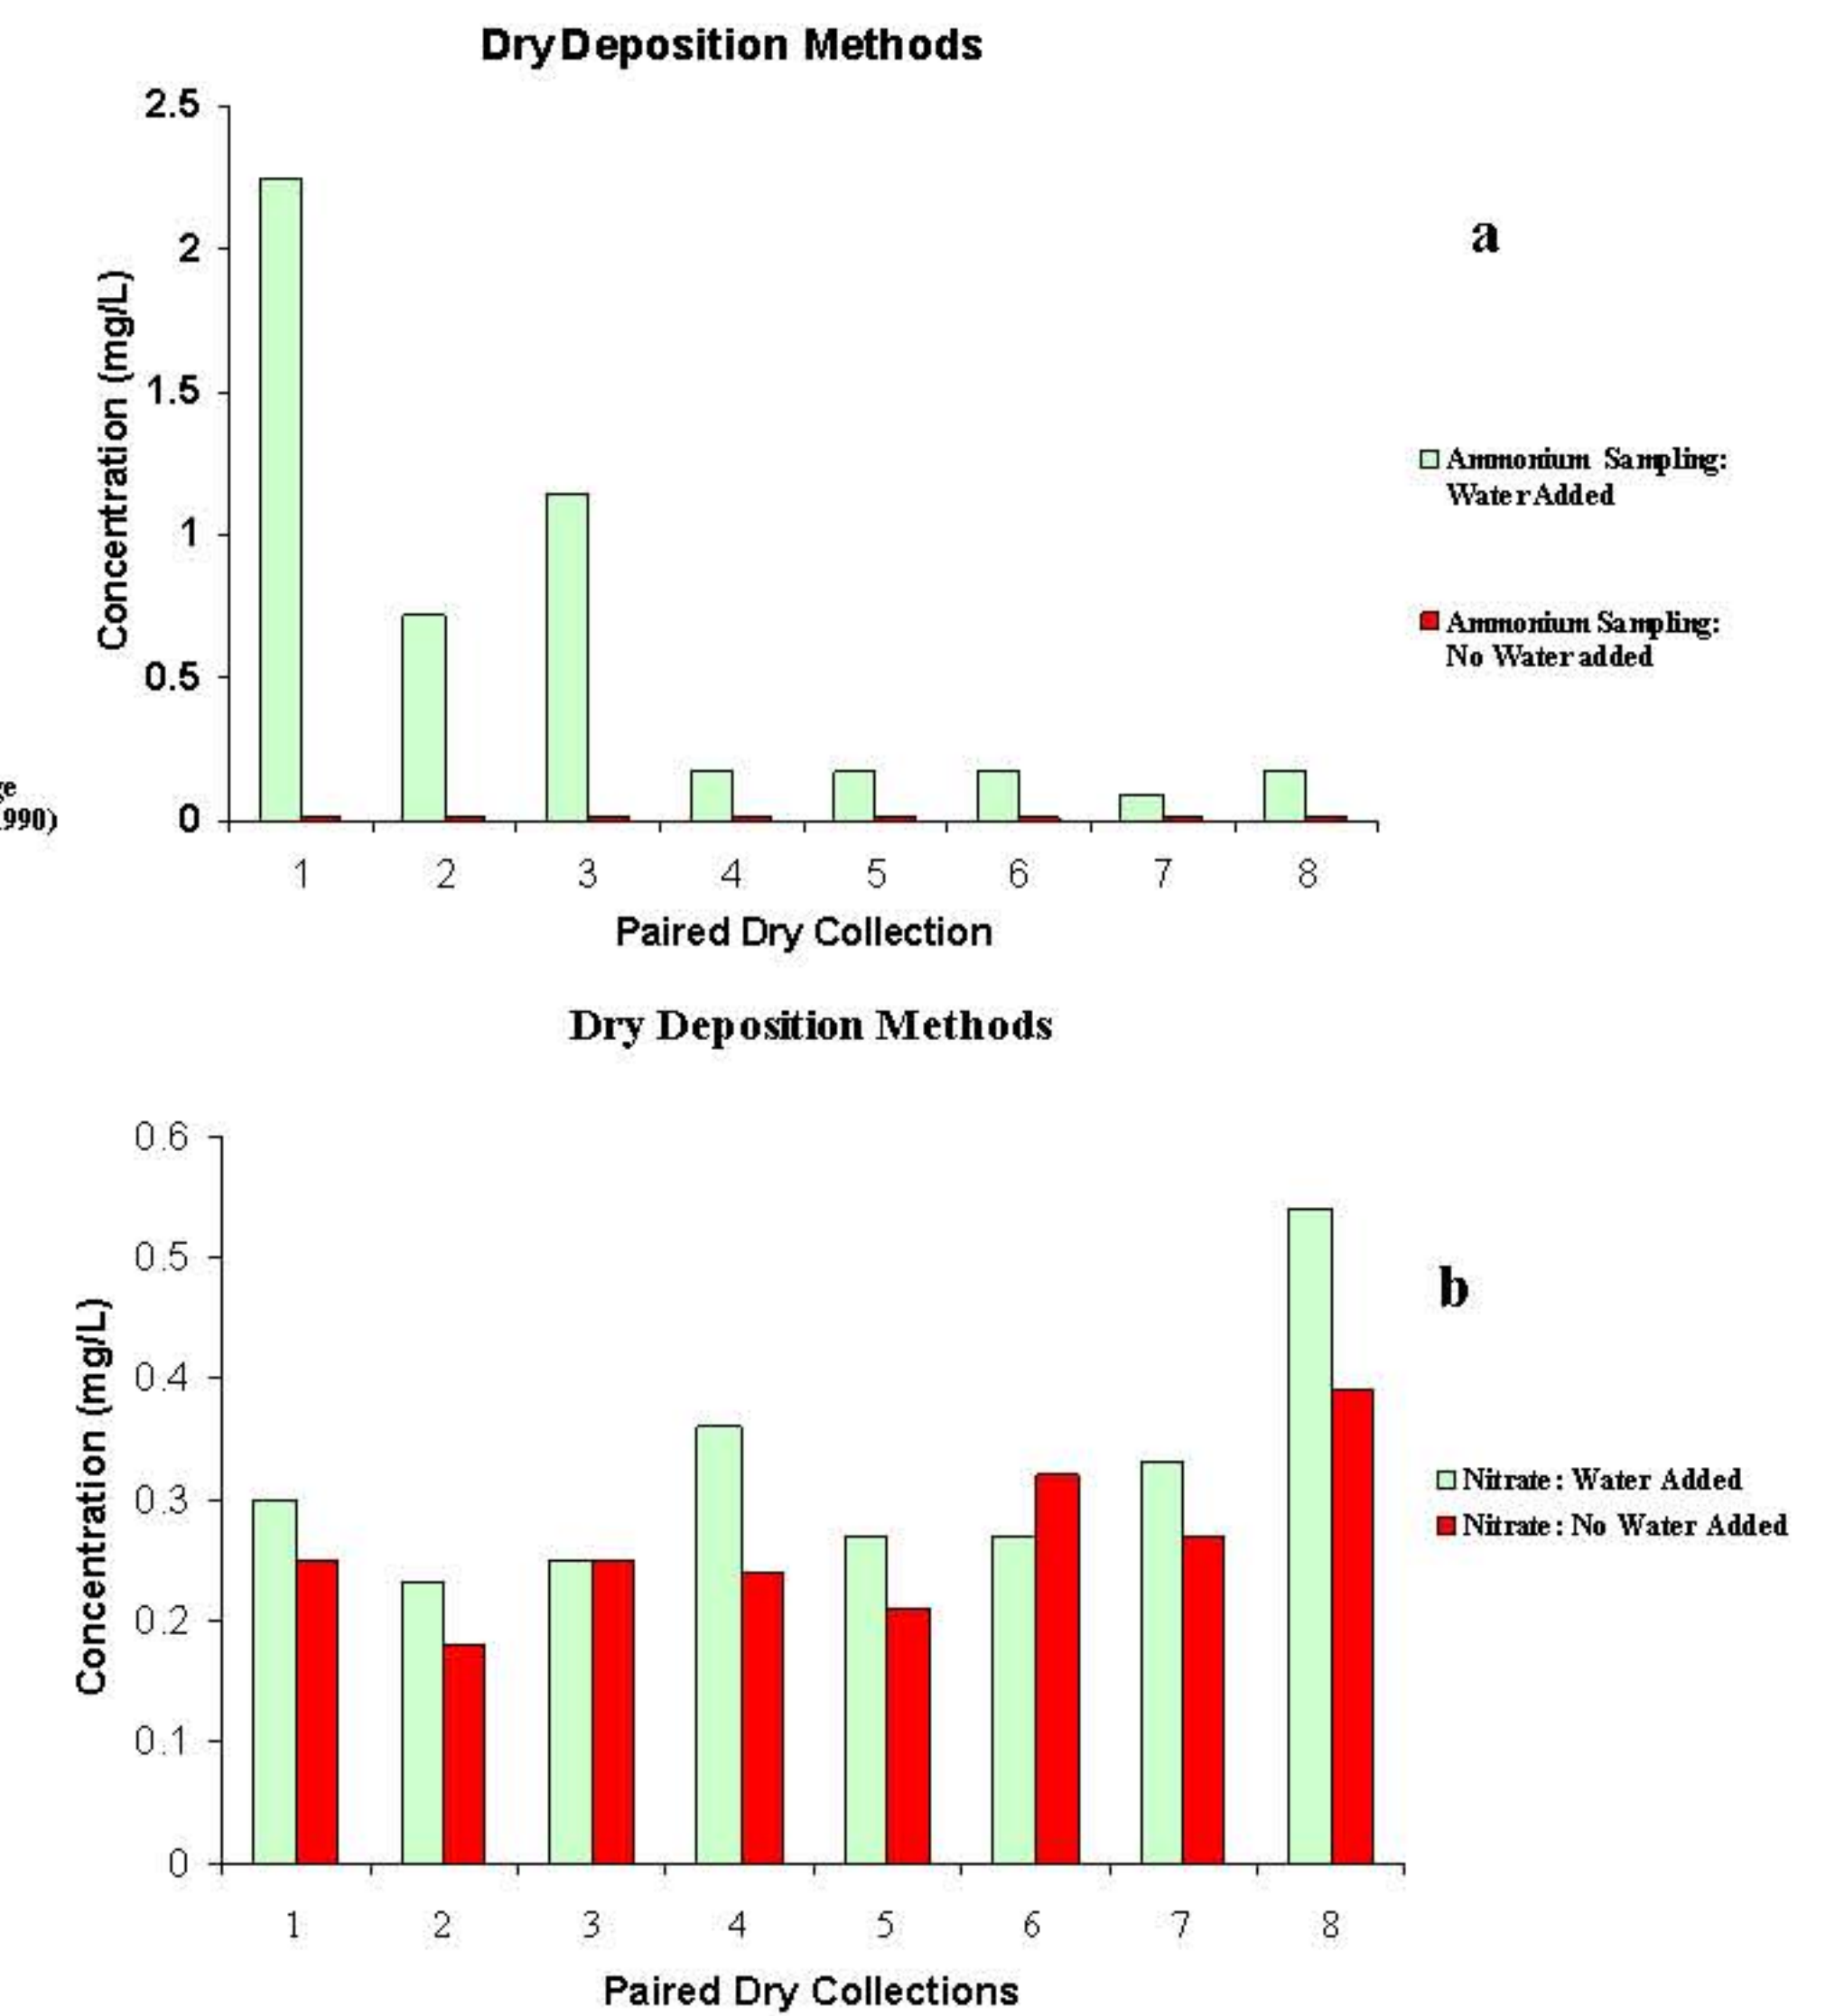 Dry Deposition Methods
2.5
2
1.5
1
0.5
0
Concentration (mg/L)
a
Ammonium Sampling:
Water Added
Ammonium Sampling:
No Water added
990)
1 2 3 4 5 6 7 8
Paired Dry Collection
Dry Deposition Methods
0.6
0.5
0.4
0.3
0.2
0.1
0
Concentration (mg/L)
b
Nitrate: Water Added
Nitrate: No Water Added
1 2 3 4 5 6 7 8
Paired Dry Collections